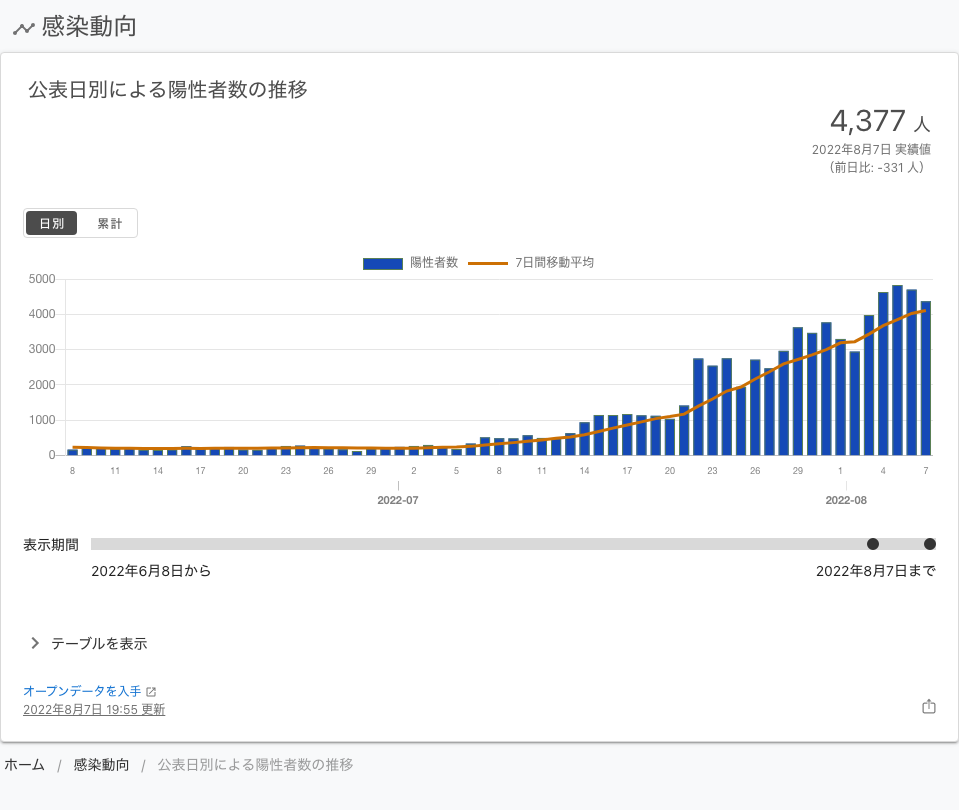 感染動向
公表日別による陽性者数の推移
4,377 人
2022年8月7日 実績値
（前日比: -331 人）
日別 累計
陽性者数 7日間移動平均
5000
4000
3000
2000
1000
0
8 11 14 17 20 23 26 29 2 5 8 11 14 17 20 23 26 29 1 4 7
2022-07 2022-08
表示期間
2022年6月8日から 2022年8月7日まで
テーブルを表示
オープンデータを入手
2022年8月7日 19:55 更新
ホーム / 感染動向 / 公表日別による陽性者数の推移